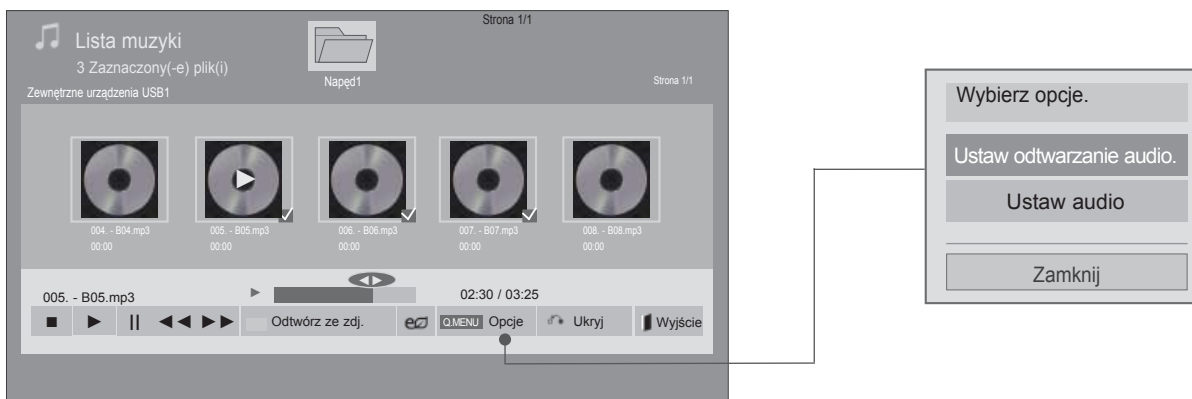 Strona 1/1
Lista muzyki
3 Zaznaczony(-e) plik(i)
Napęd1
Strona 1/1
Zewnętrzne urządzenia USB1
004. - B04.mp3
00:00
005. - B05.mp3
00:00
006. - B06.mp3
00:00
007. - B07.mp3
00:00
008. - B08.mp3
00:00
005. - B05.mp3
02:30 / 03:25
Odtwórz ze zdj.
Q.MENU Opcje
Ukryj
Wyjście
Wybierz opcje.
Ustaw odtwarzanie audio.
Ustaw audio
Zamknij